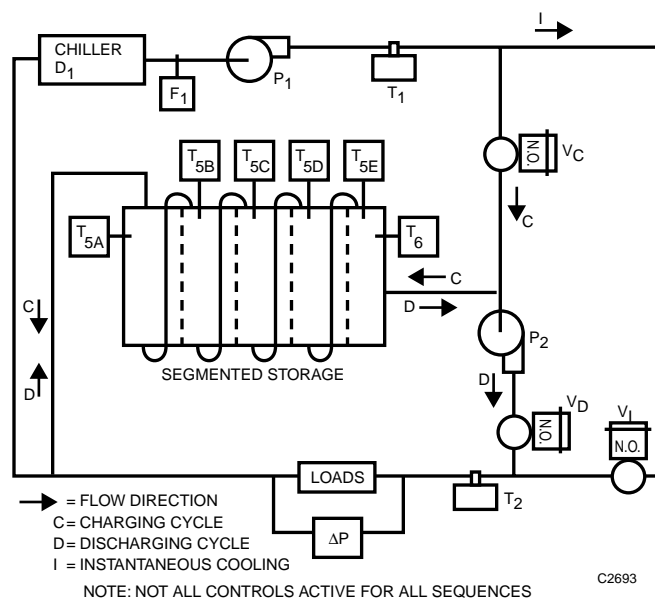 I
CHILLER
D1
F1
P1
T1
N.O.
VC
C
T5B
T5C
T5D
T5E
T5A
T6
C
D
P2
C
D
D
VD
N.O.
VI
N.O.
SEGMENTED STORAGE
LOADS
T2
ΔP
= FLOW DIRECTION
C= CHARGING CYCLE
D= DISCHARGING CYCLE
I = INSTANTANEOUS COOLING
C2693
NOTE: NOT ALL CONTROLS ACTIVE FOR ALL SEQUENCES